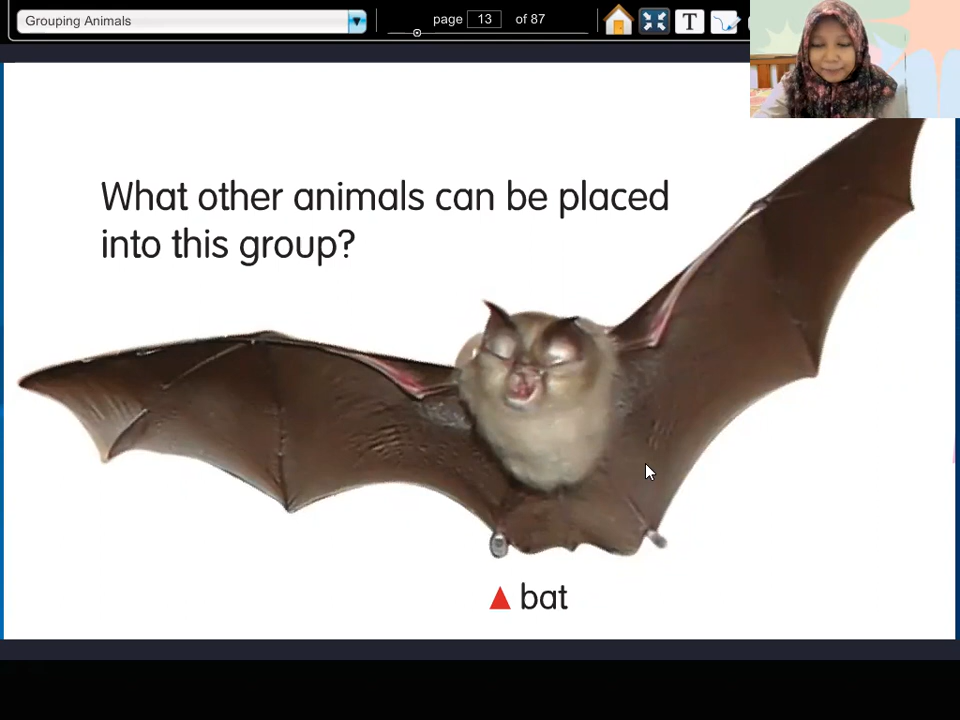 Grouping Animals
page 13 of 87
T
What other animals can be placed
into this group?
bat